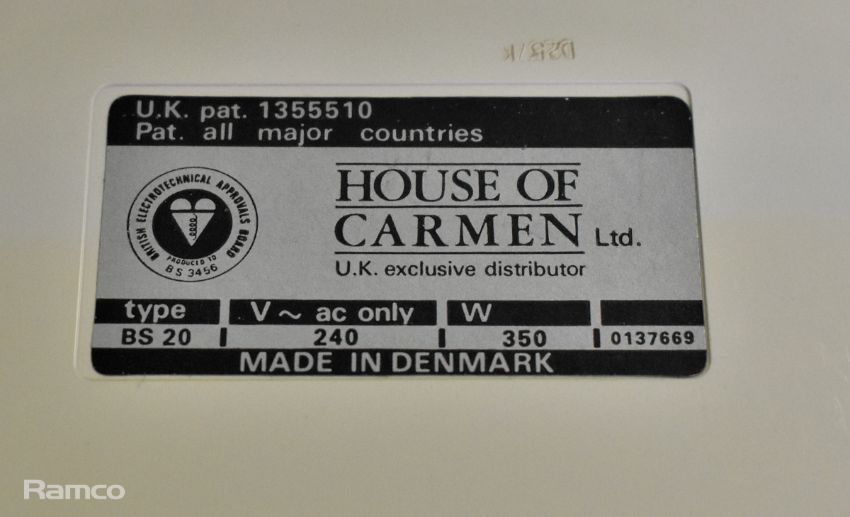 U.K. pat. 1355510
Pat. all major countries
BRITISH ELECTROTECHNICAL APPROVALS BOARD
PRODUCED TO
BS 3456
HOUSE OF
CARMEN Ltd.
U.K. exclusive distributor
type V ~ ac only W
BS 20 240 350 0137669
MADE IN DENMARK
Ramco